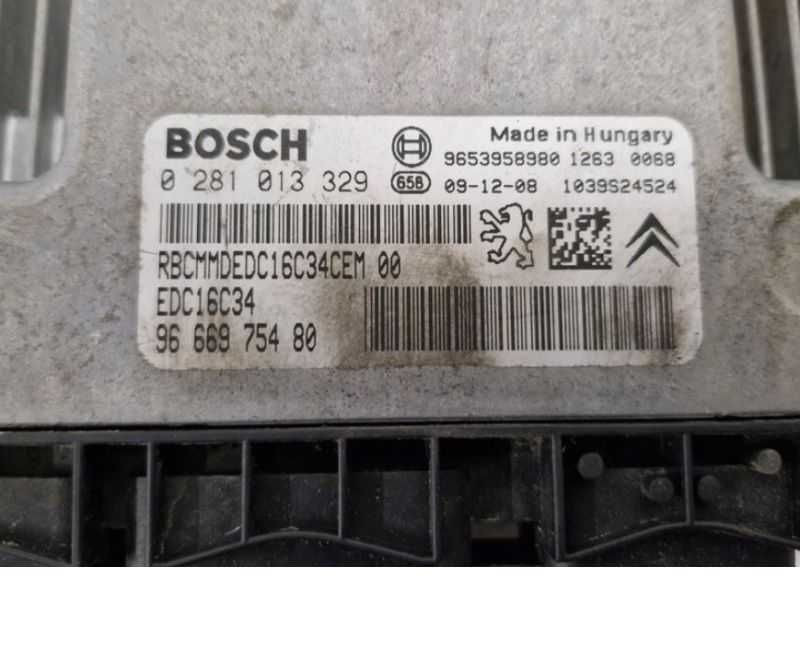 BOSCH
Made in Hungary
9653958980 1263 0068
0 281 013 329
658
09-12-08 1039S24524
RBCMMDEDC16C34CEM 00
EDC16C34
96 669 754 80